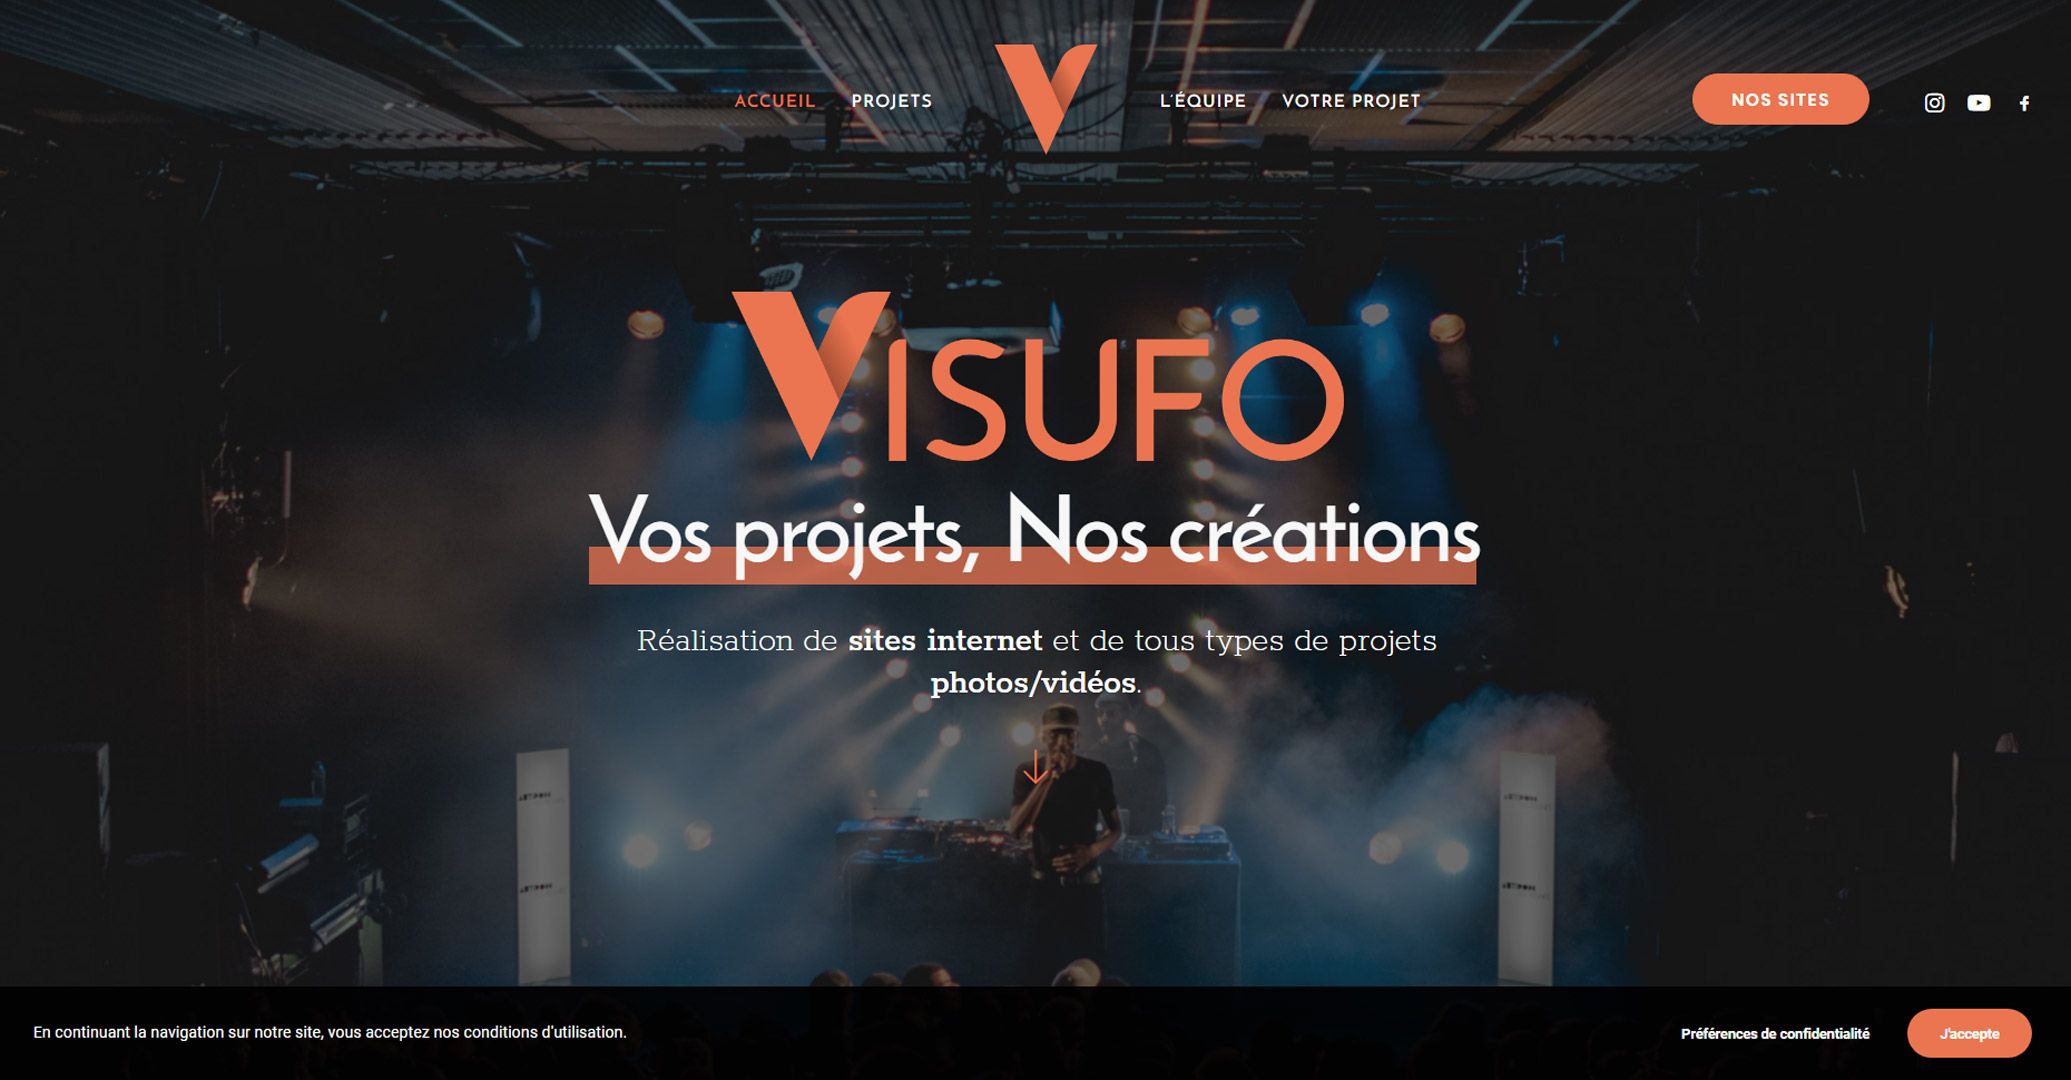 ACCUEIL PROJETS V L'ÉQUIPE VOTRE PROJET NOS SITES
VISUFO
Vos projets, Nos créations
Réalisation de sites internet et de tous types de projets
photos/vidéos.
En continuant la navigation sur notre site, vous acceptez nos conditions d'utilisation. Préférences de confidentialité J'accepte